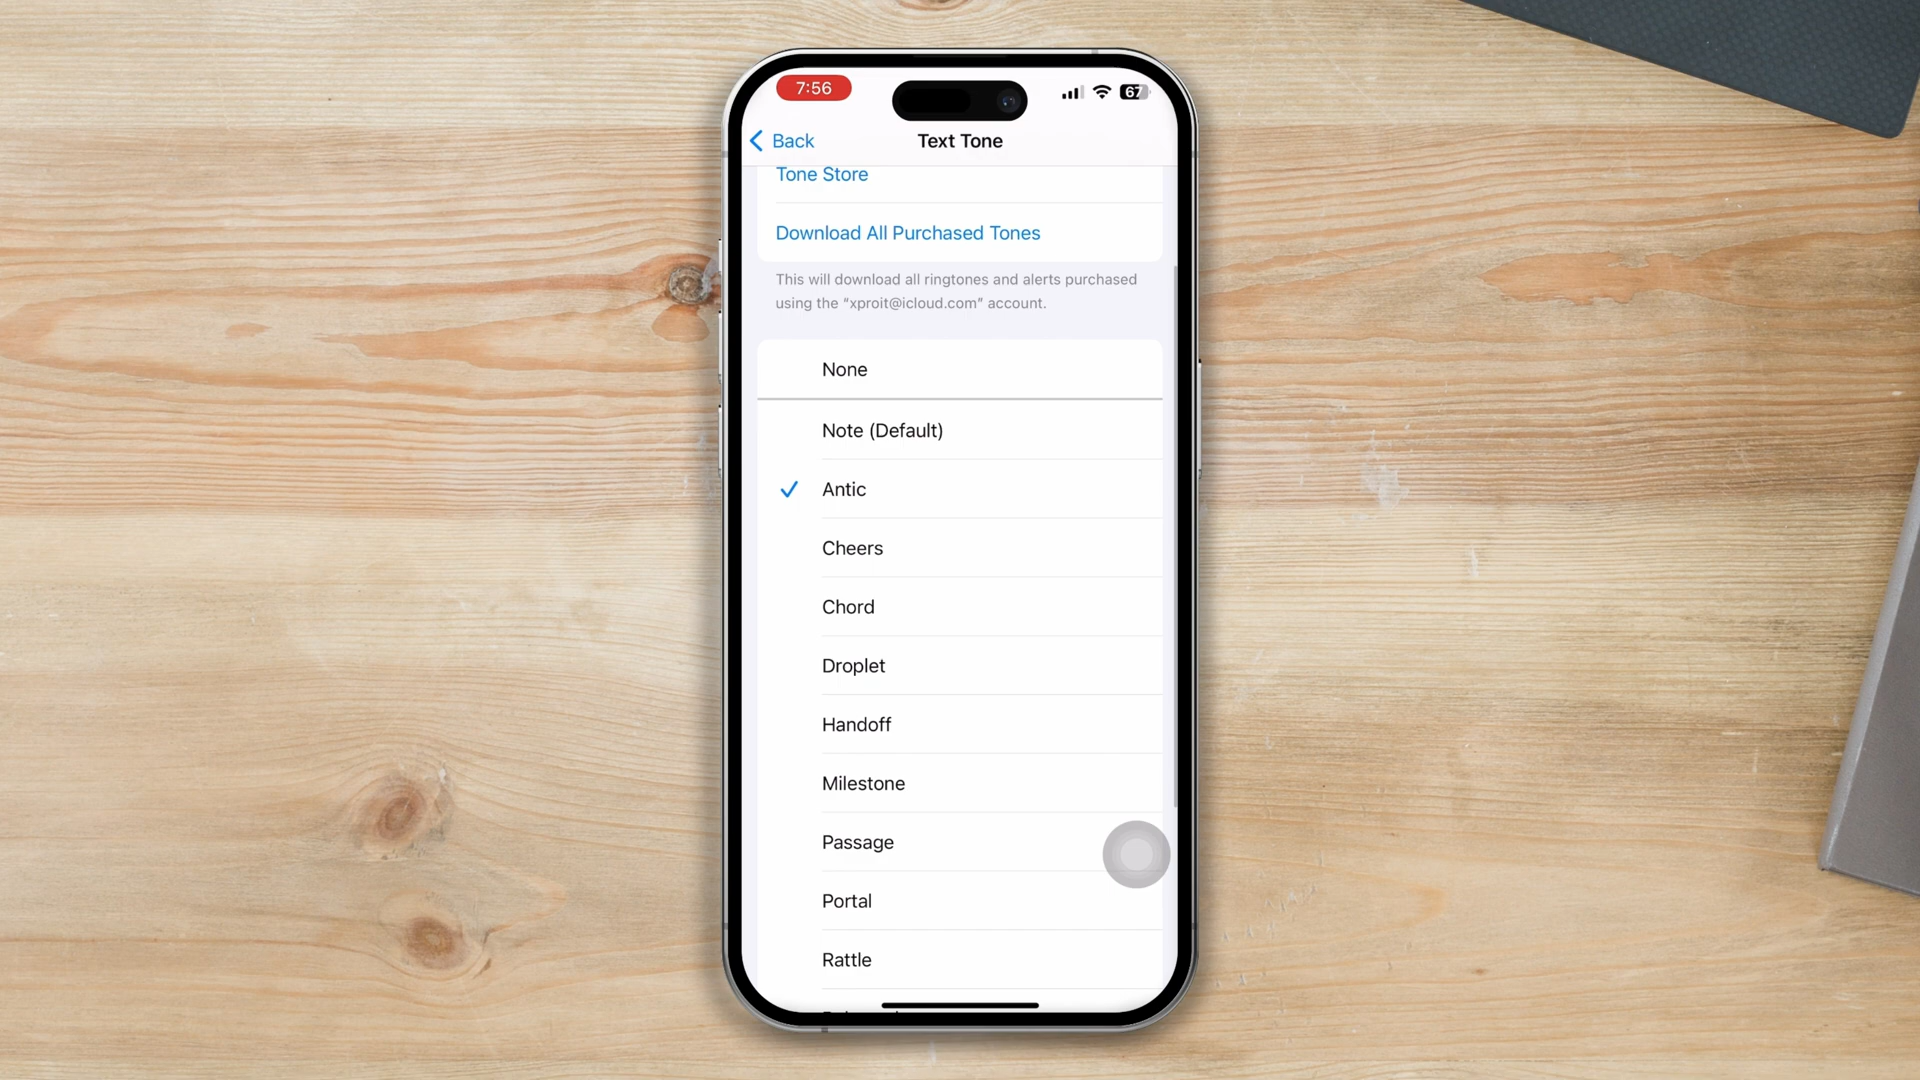 7:56
67
Back
Text Tone
Tone Store
Download All Purchased Tones
This will download all ringtones and alerts purchased
using the “xproit@icloud.com” account.
None
Note (Default)
Antic
Cheers
Chord
Droplet
Handoff
Milestone
Passage
Portal
Rattle